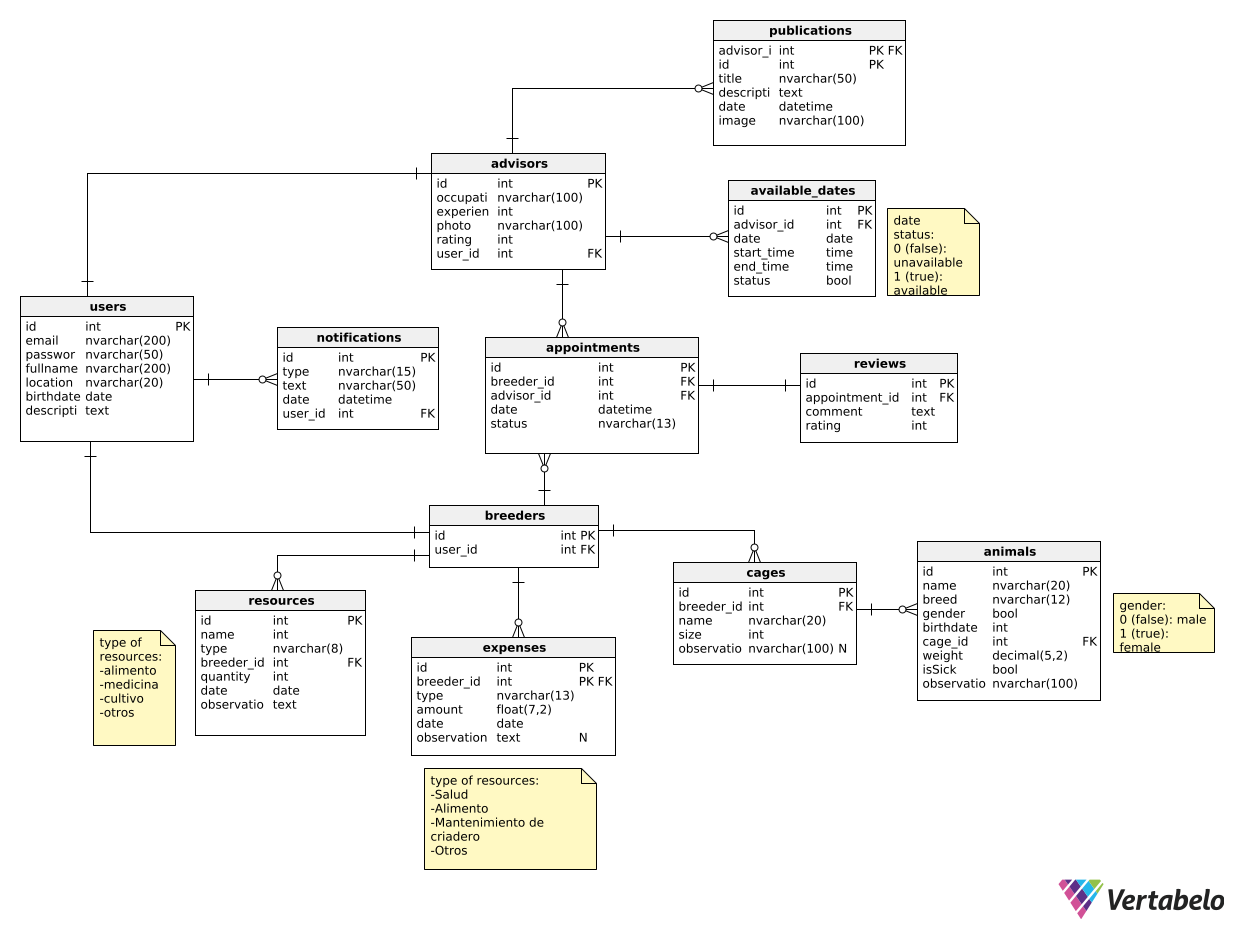 publications
advisor_i int PK FK
id int PK
title nvarchar(50)
descripti text
date datetime
image nvarchar(100)
advisors
id int PK
occupati nvarchar(100)
experien int
photo nvarchar(100)
rating int
user_id int FK
available_dates
id int PK
advisor_id int FK
date date
start_time time
end_time time
status bool
date
status:
0 (false):
unavailable
1 (true):
available
users
id int PK
email nvarchar(200)
passwor nvarchar(50)
fullname nvarchar(200)
location nvarchar(20)
birthdate date
descripti text
notifications
id int PK
type nvarchar(15)
text nvarchar(50)
date datetime
user_id int FK
appointments
id int PK
breeder_id int FK
advisor_id int FK
date datetime
status nvarchar(13)
reviews
id int PK
appointment_id int FK
comment text
rating int
breeders
id int PK
user_id int FK
resources
id int PK
name int
type nvarchar(8)
breeder_id int FK
quantity int
date date
observatio text
type of
resources:
-alimento
-medicina
-cultivo
-otros
expenses
id int PK
breeder_id int PK FK
type nvarchar(13)
amount float(7,2)
date date
observation text N
type of resources:
-Salud
-Alimento
-Mantenimiento de
criadero
-Otros
cages
id int PK
breeder_id int FK
name nvarchar(20)
size int
observatio nvarchar(100) N
animals
id int PK
name nvarchar(20)
breed nvarchar(12)
gender bool
birthdate int
cage_id int FK
weight decimal(5,2)
isSick bool
observatio nvarchar(100)
gender:
0 (false): male
1 (true):
female
Vertabelo